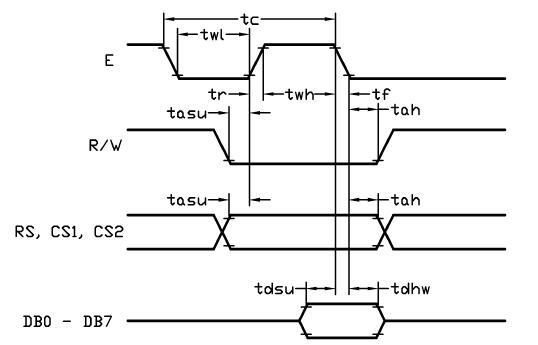 tc
twl
E
tr twh tf
tasu tah
R/W
tasu tah
RS, CS1, CS2
tdsu tdhw
DB0 - DB7